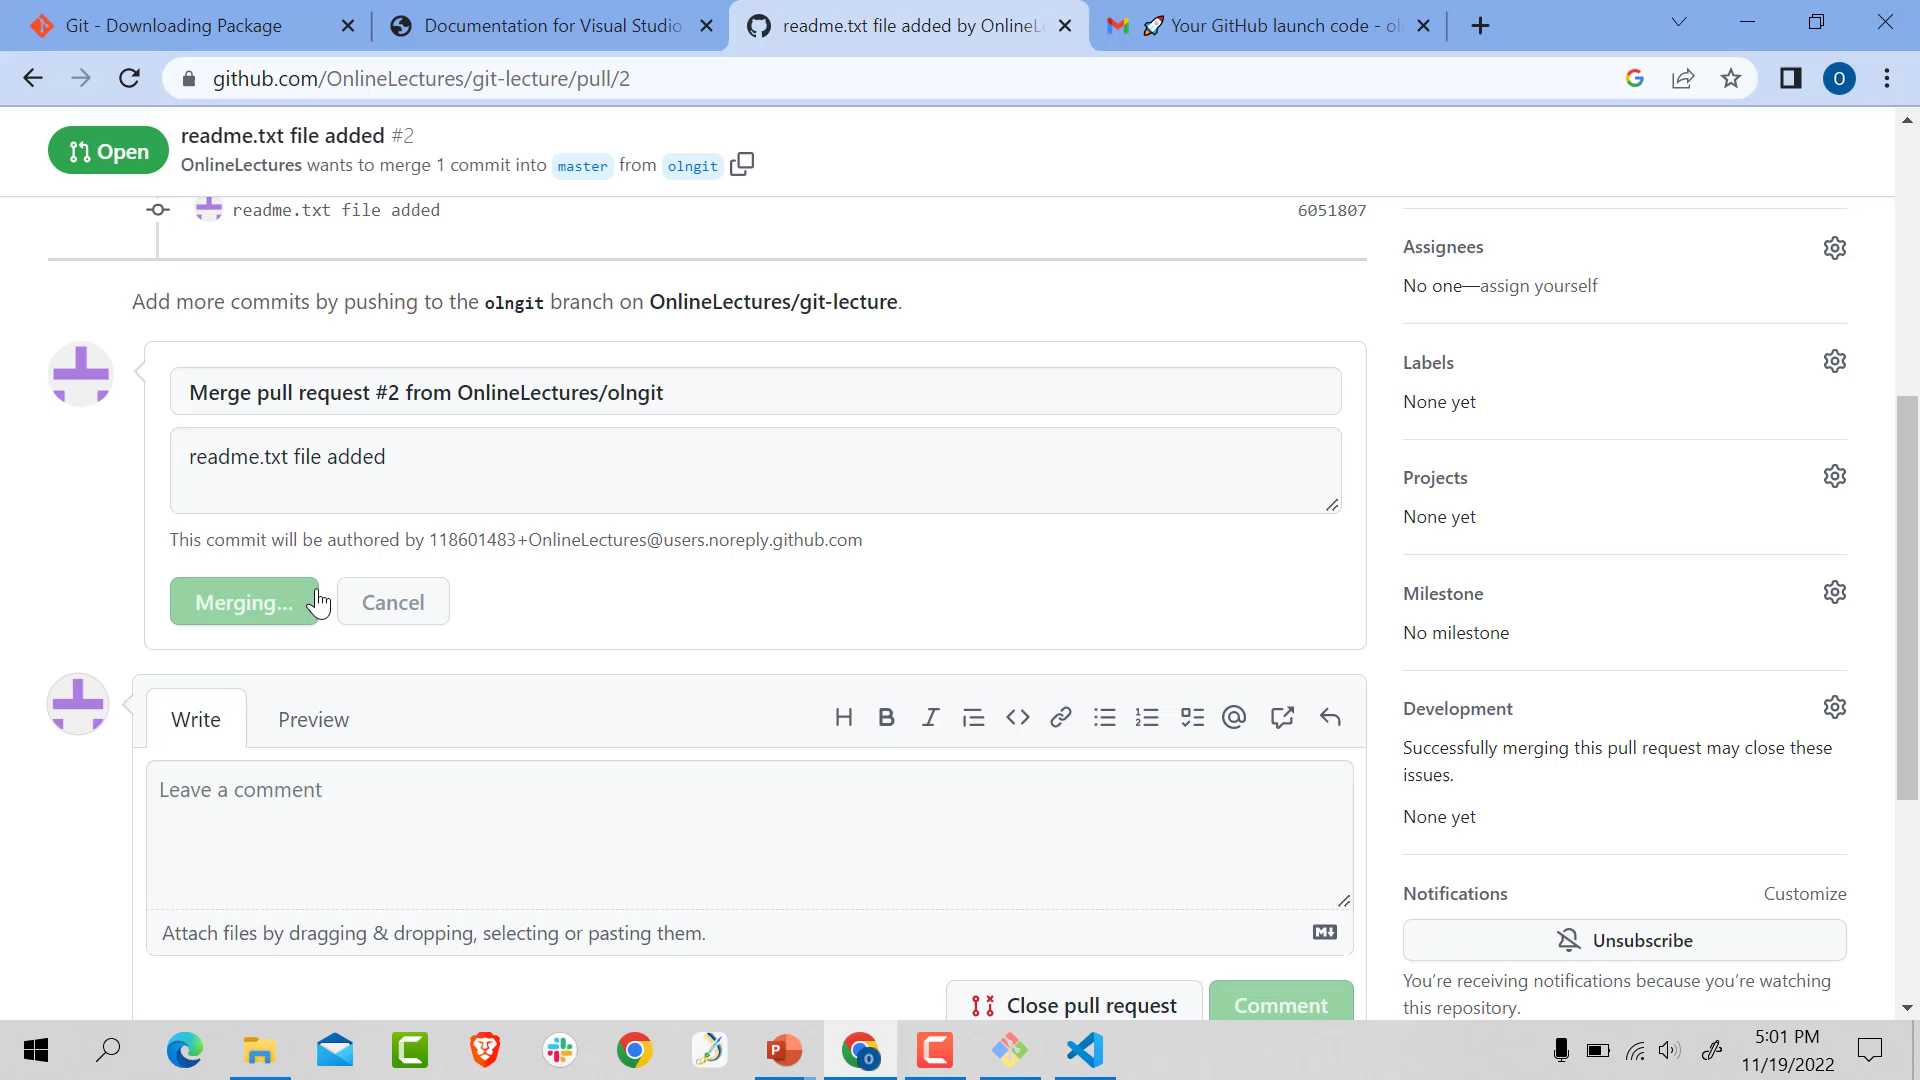 Git - Downloading Package
Documentation for Visual Studio
readme.txt file added by OnlineLe
Your GitHub launch code - ol
github.com/OnlineLectures/git-lecture/pull/2
O
Open
readme.txt file added #2
OnlineLectures wants to merge 1 commit into master from olngit
readme.txt file added 6051807
Add more commits by pushing to the olngit branch on OnlineLectures/git-lecture.
Merge pull request #2 from OnlineLectures/olngit
readme.txt file added
This commit will be authored by 118601483+OnlineLectures@users.noreply.github.com
Merging... Cancel
Write Preview
Leave a comment
Attach files by dragging & dropping, selecting or pasting them.
Close pull request Comment
Assignees
No one—assign yourself
Labels
None yet
Projects
None yet
Milestone
No milestone
Development
Successfully merging this pull request may close these
issues.
None yet
Notifications Customize
Unsubscribe
You're receiving notifications because you're watching
this repository.
5:01 PM
11/19/2022